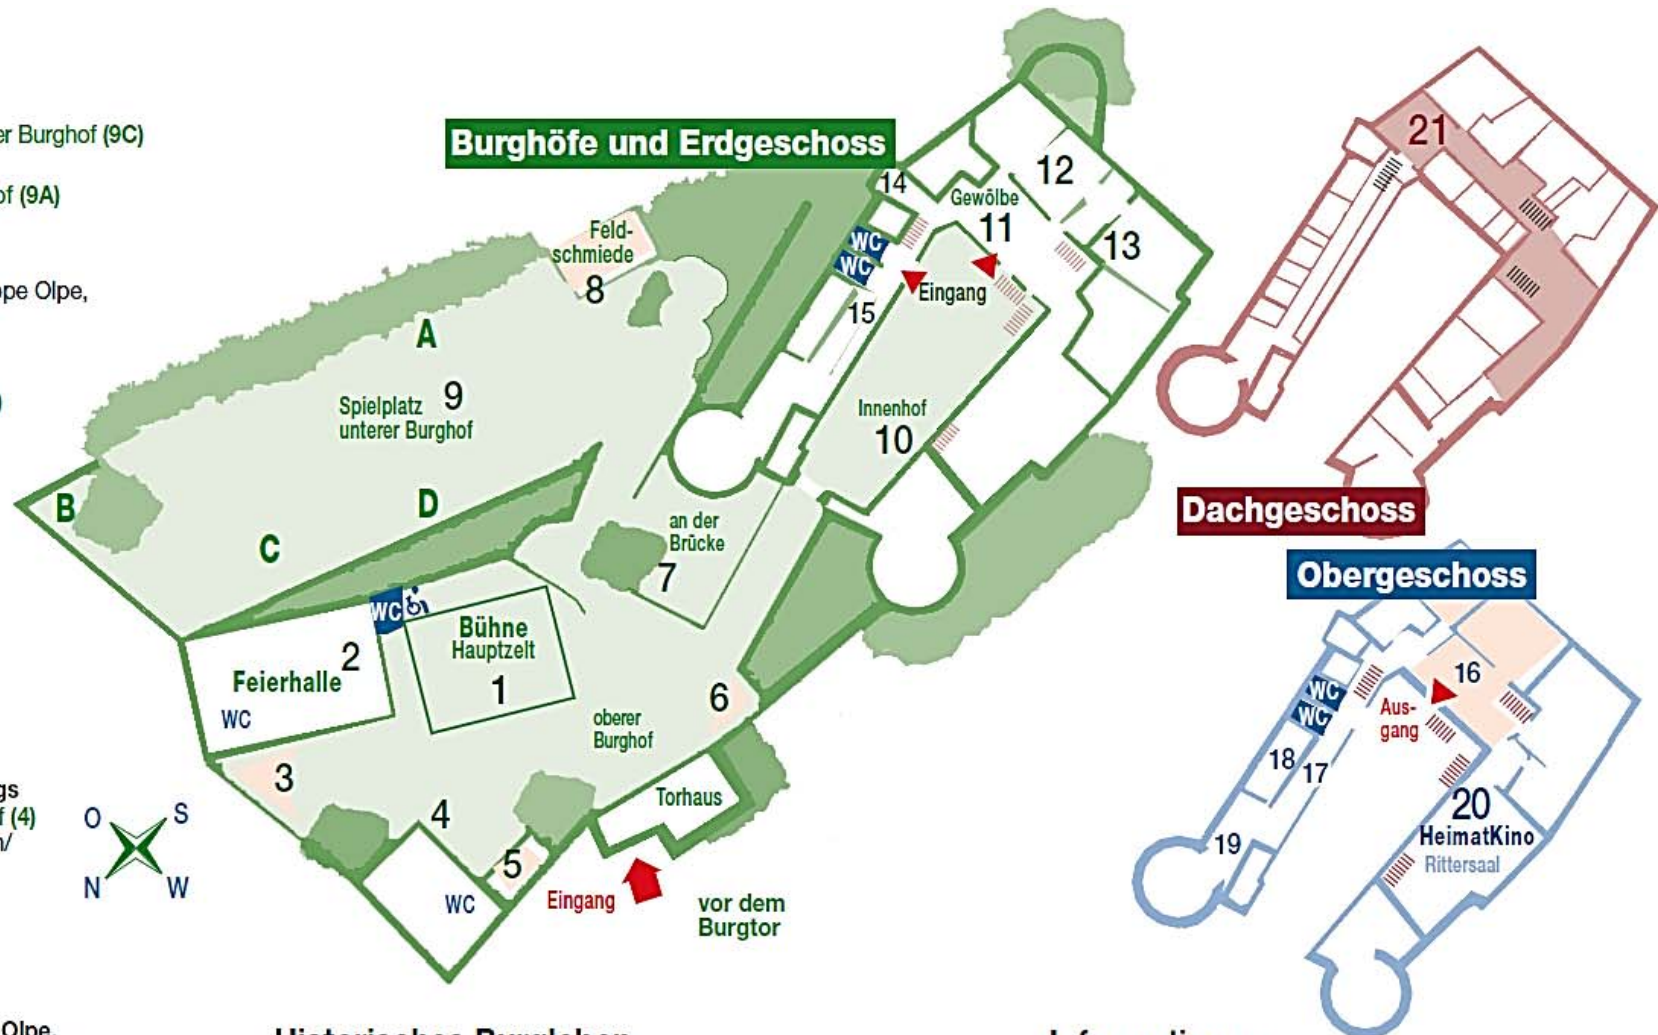 er Burghof (9C)
of (9A)
pe Olpe,
)
gs
f (4)
n/
Olpe
Burghöfe und Erdgeschoss
Feld-
schmiede
8
A
Spielplatz 9
unterer Burghof
B
C
D
WC
Bühne
Hauptzelt
1
2
Feierhalle
WC
3
4
5
WC
6
oberer
Burghof
Torhaus
Eingang
vor dem
Burgtor
an der
Brücke
7
O S
N W
14
WC
WC
15
Gewölbe
11
12
13
Eingang
Innenhof
10
21
Dachgeschoss
Obergeschoss
16
WC
WC
Aus-
gang
18
17
19
20
HeimatKino
Rittersaal